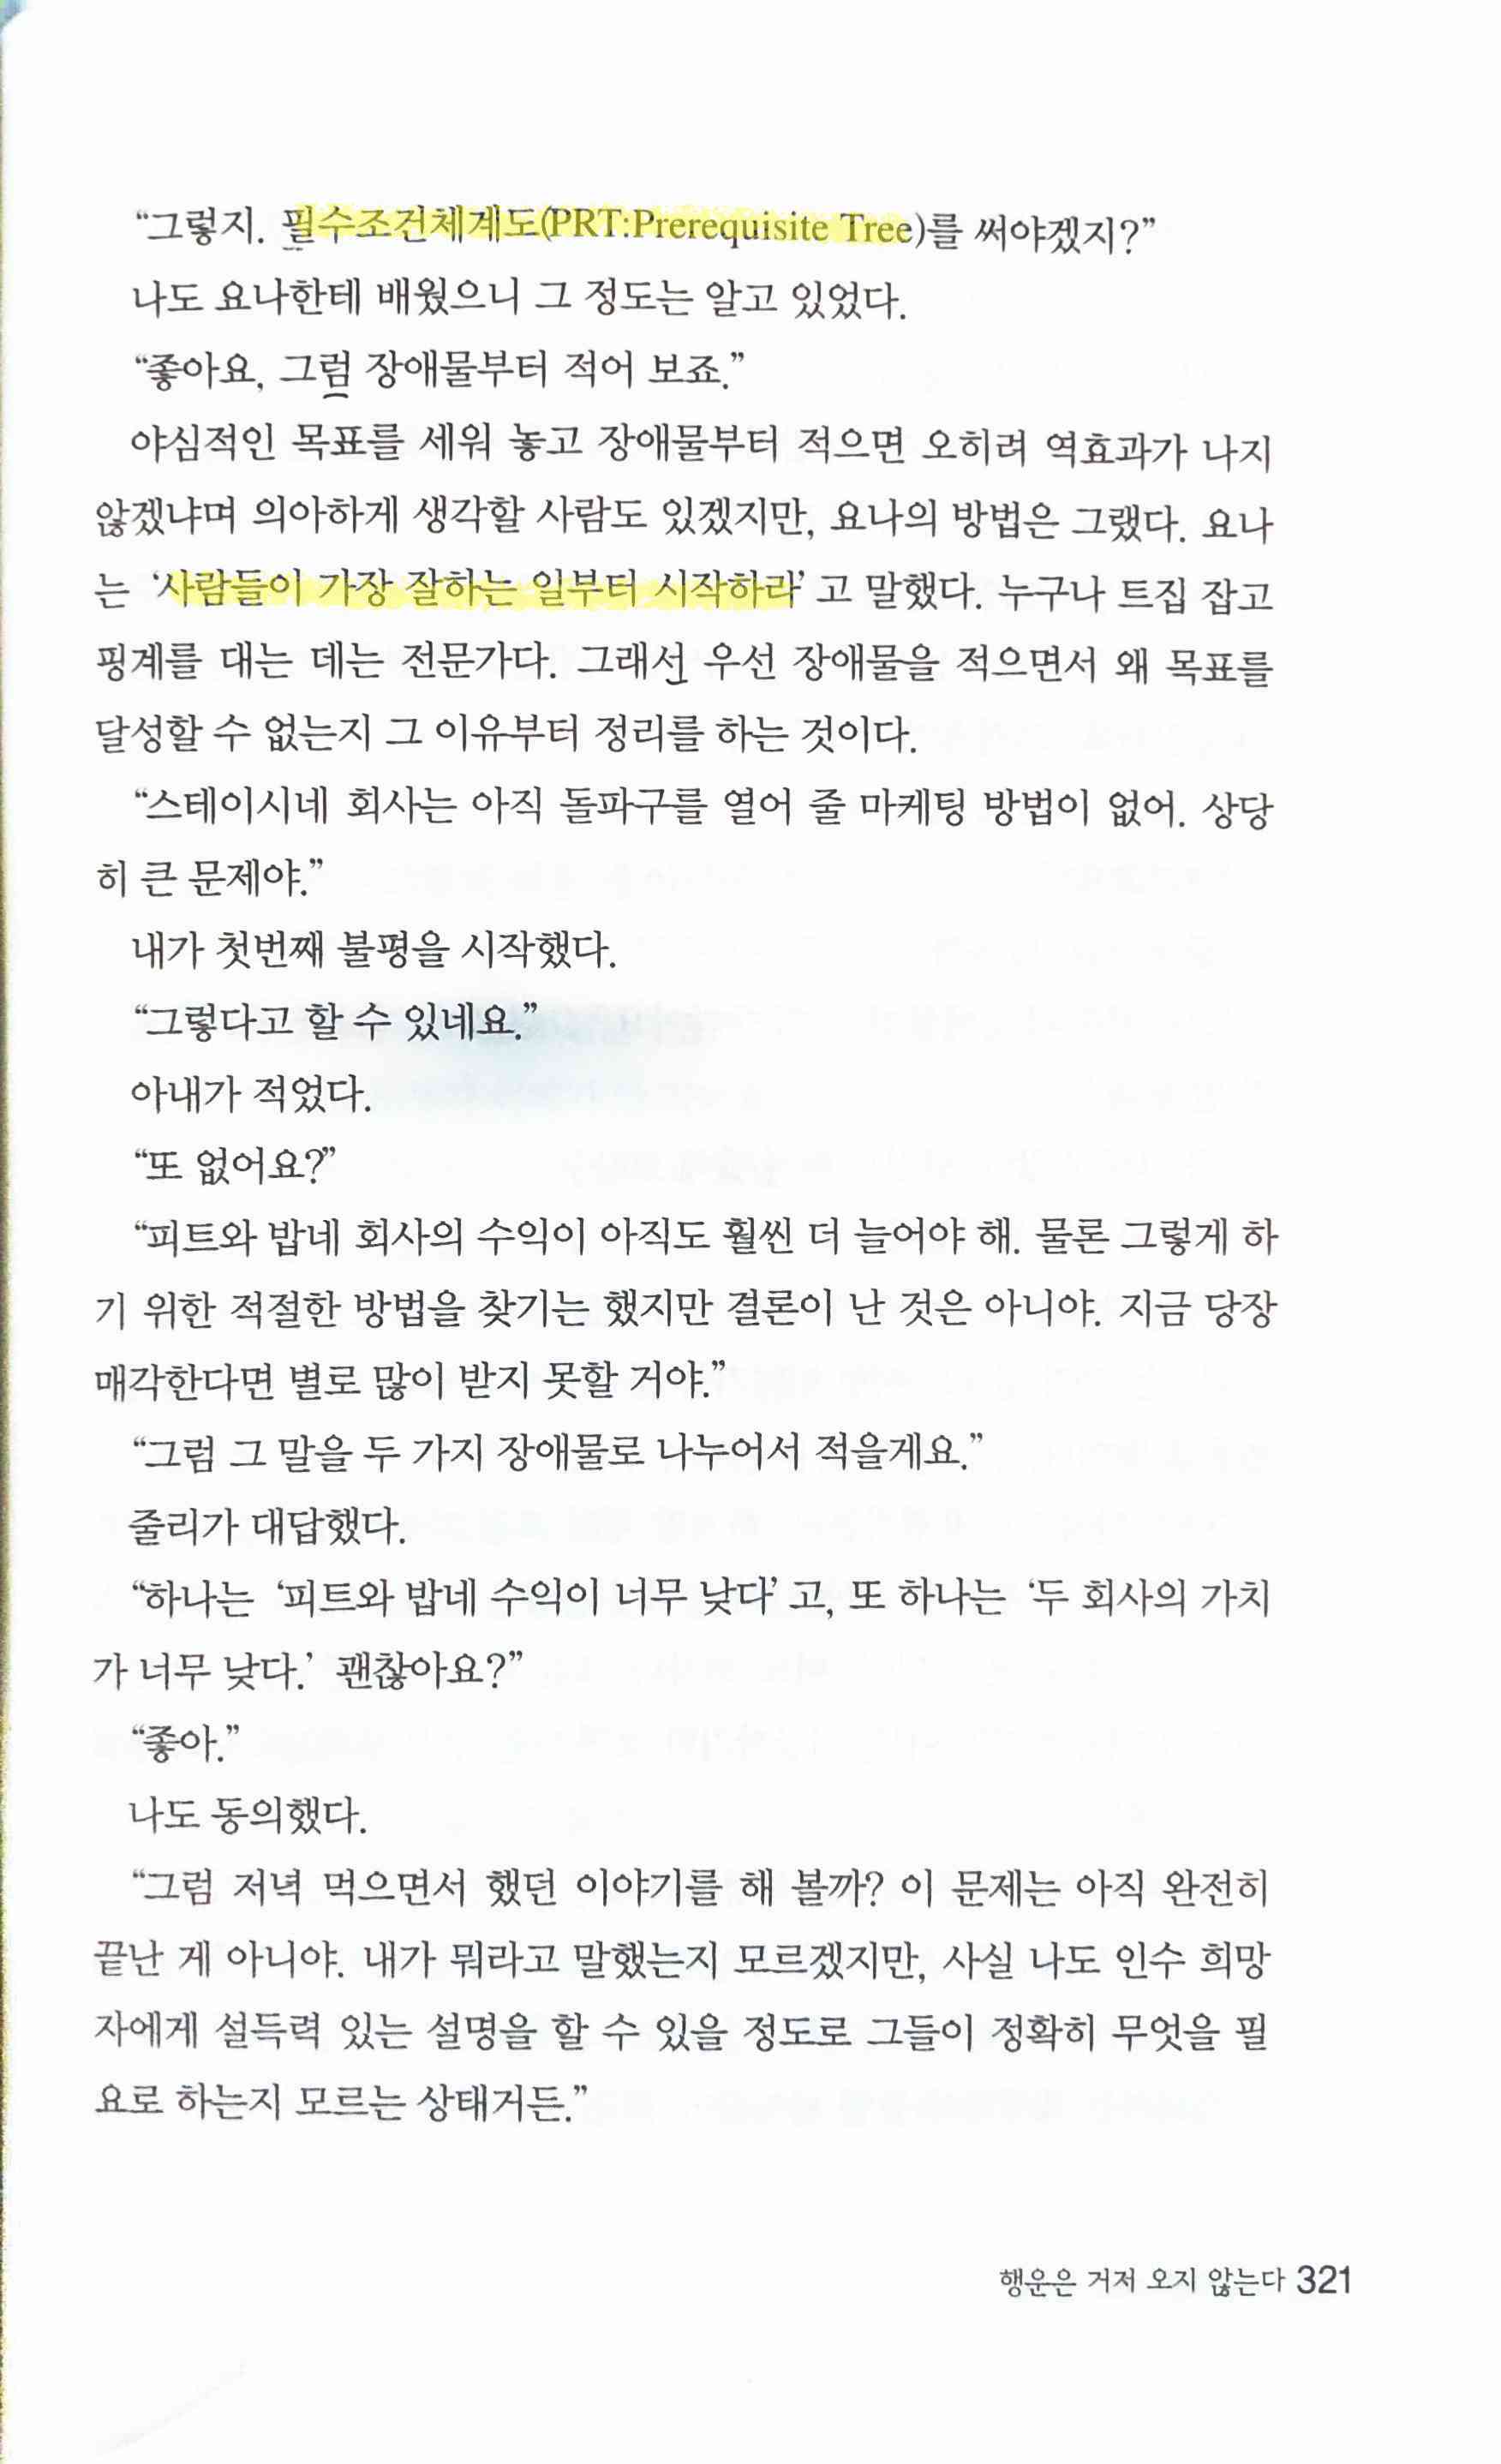 “그렇지. 필수조건체계도(PRT:Prerequisite Tree)를 써야겠지?”
나도 요나한테 배웠으니 그 정도는 알고 있었다.
“좋아요, 그럼 장애물부터 적어 보죠.”
야심적인 목표를 세워 놓고 장애물부터 적으면 오히려 역효과가 나지
않겠냐며 의아하게 생각할 사람도 있겠지만, 요나의 방법은 그랬다. 요나
는 ‘사람들이 가장 잘하는 일부터 시작하라’ 고 말했다. 누구나 트집 잡고
핑계를 대는 데는 전문가다. 그래선 우선 장애물을 적으면서 왜 목표를
달성할 수 없는지 그 이유부터 정리를 하는 것이다.
“스테이시네 회사는 아직 돌파구를 열어 줄 마케팅 방법이 없어. 상당
히 큰 문제야.”
내가 첫번째 불평을 시작했다.
“그렇다고 할 수 있네요.”
아내가 적었다.
“또 없어요?”
“피트와 밥네 회사의 수익이 아직도 훨씬 더 늘어야 해. 물론 그렇게 하
기 위한 적절한 방법을 찾기는 했지만 결론이 난 것은 아니야. 지금 당장
매각한다면 별로 많이 받지 못할 거야.”
“그럼 그 말을 두 가지 장애물로 나누어서 적을게요.”
줄리가 대답했다.
“하나는 ‘피트와 밥네 수익이 너무 낮다’ 고, 또 하나는 ‘두 회사의 가치
가 너무 낮다.’ 괜찮아요?”
“좋아.”
나도 동의했다.
“그럼 저녁 먹으면서 했던 이야기를 해 볼까? 이 문제는 아직 완전히
끝난 게 아니야. 내가 뭐라고 말했는지 모르겠지만, 사실 나도 인수 희망
자에게 설득력 있는 설명을 할 수 있을 정도로 그들이 정확히 무엇을 필
요로 하는지 모르는 상태거든.”
행운은 거저 오지 않는다 321